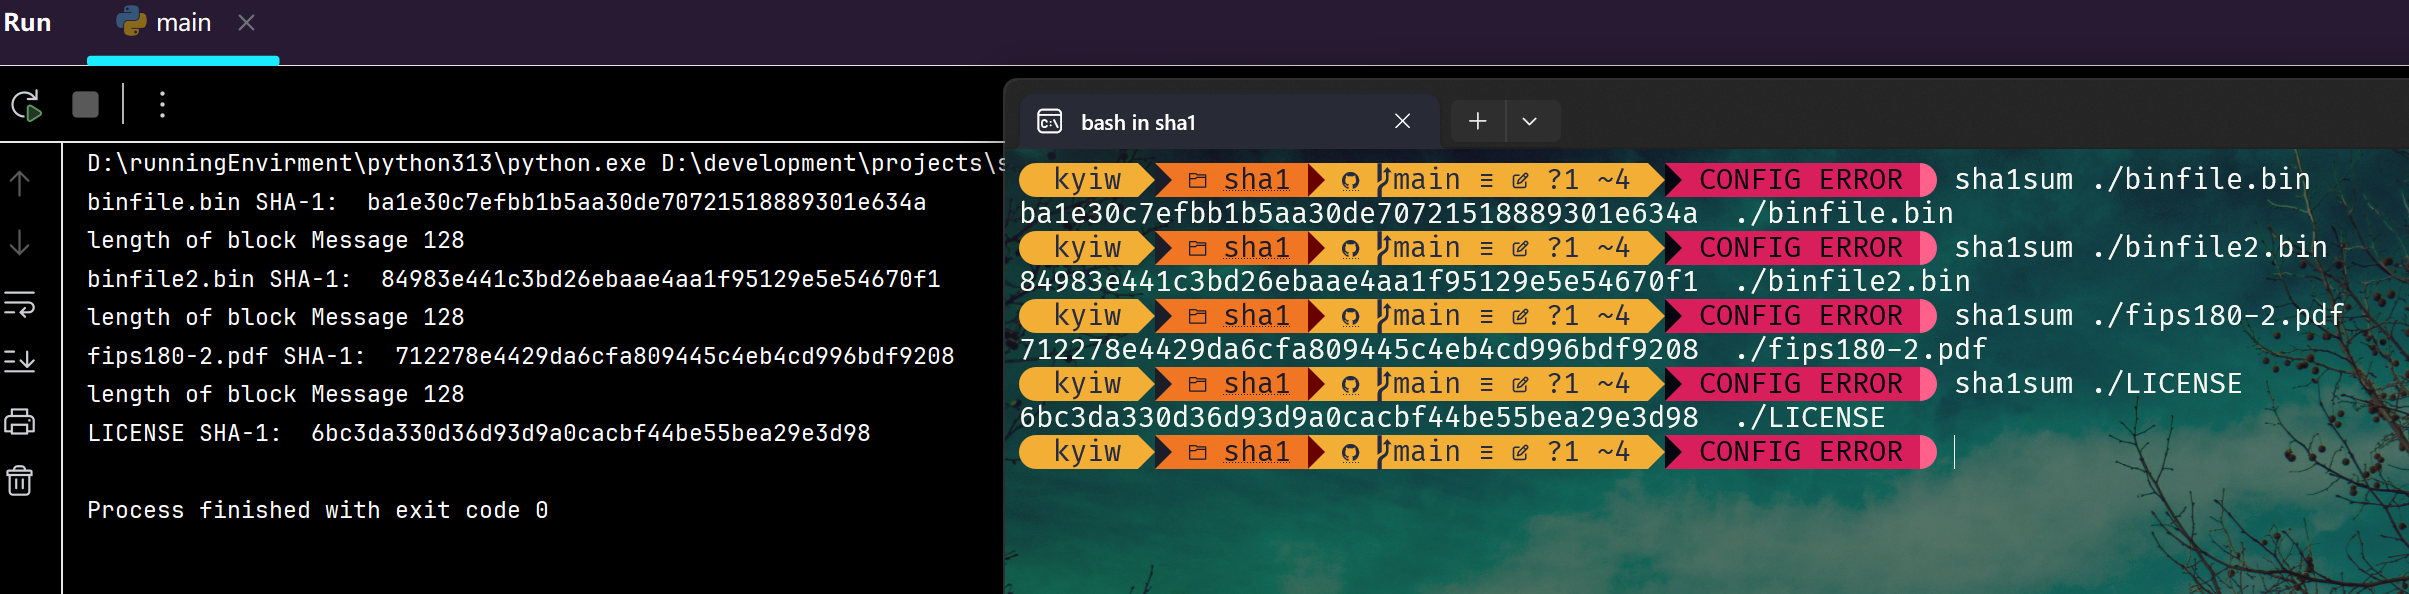 Run main
D:\runningEnvirment\python313\python.exe D:\development\projects\s
binfile.bin SHA-1:  ba1e30c7efbb1b5aa30de70721518889301e634a
length of block Message 128
binfile2.bin SHA-1:  84983e441c3bd26ebaae4aa1f95129e5e54670f1
length of block Message 128
fips180-2.pdf SHA-1:  712278e4429da6cfa809445c4eb4cd996bdf9208
length of block Message 128
LICENSE SHA-1:  6bc3da330d36d93d9a0cacbf44be55bea29e3d98
Process finished with exit code 0
bash in sha1
kyiw sha1 main ≡ ?1 ~4 CONFIG ERROR sha1sum ./binfile.bin
ba1e30c7efbb1b5aa30de70721518889301e634a  ./binfile.bin
kyiw sha1 main ≡ ?1 ~4 CONFIG ERROR sha1sum ./binfile2.bin
84983e441c3bd26ebaae4aa1f95129e5e54670f1  ./binfile2.bin
kyiw sha1 main ≡ ?1 ~4 CONFIG ERROR sha1sum ./fips180-2.pdf
712278e4429da6cfa809445c4eb4cd996bdf9208  ./fips180-2.pdf
kyiw sha1 main ≡ ?1 ~4 CONFIG ERROR sha1sum ./LICENSE
6bc3da330d36d93d9a0cacbf44be55bea29e3d98  ./LICENSE
kyiw sha1 main ≡ ?1 ~4 CONFIG ERROR